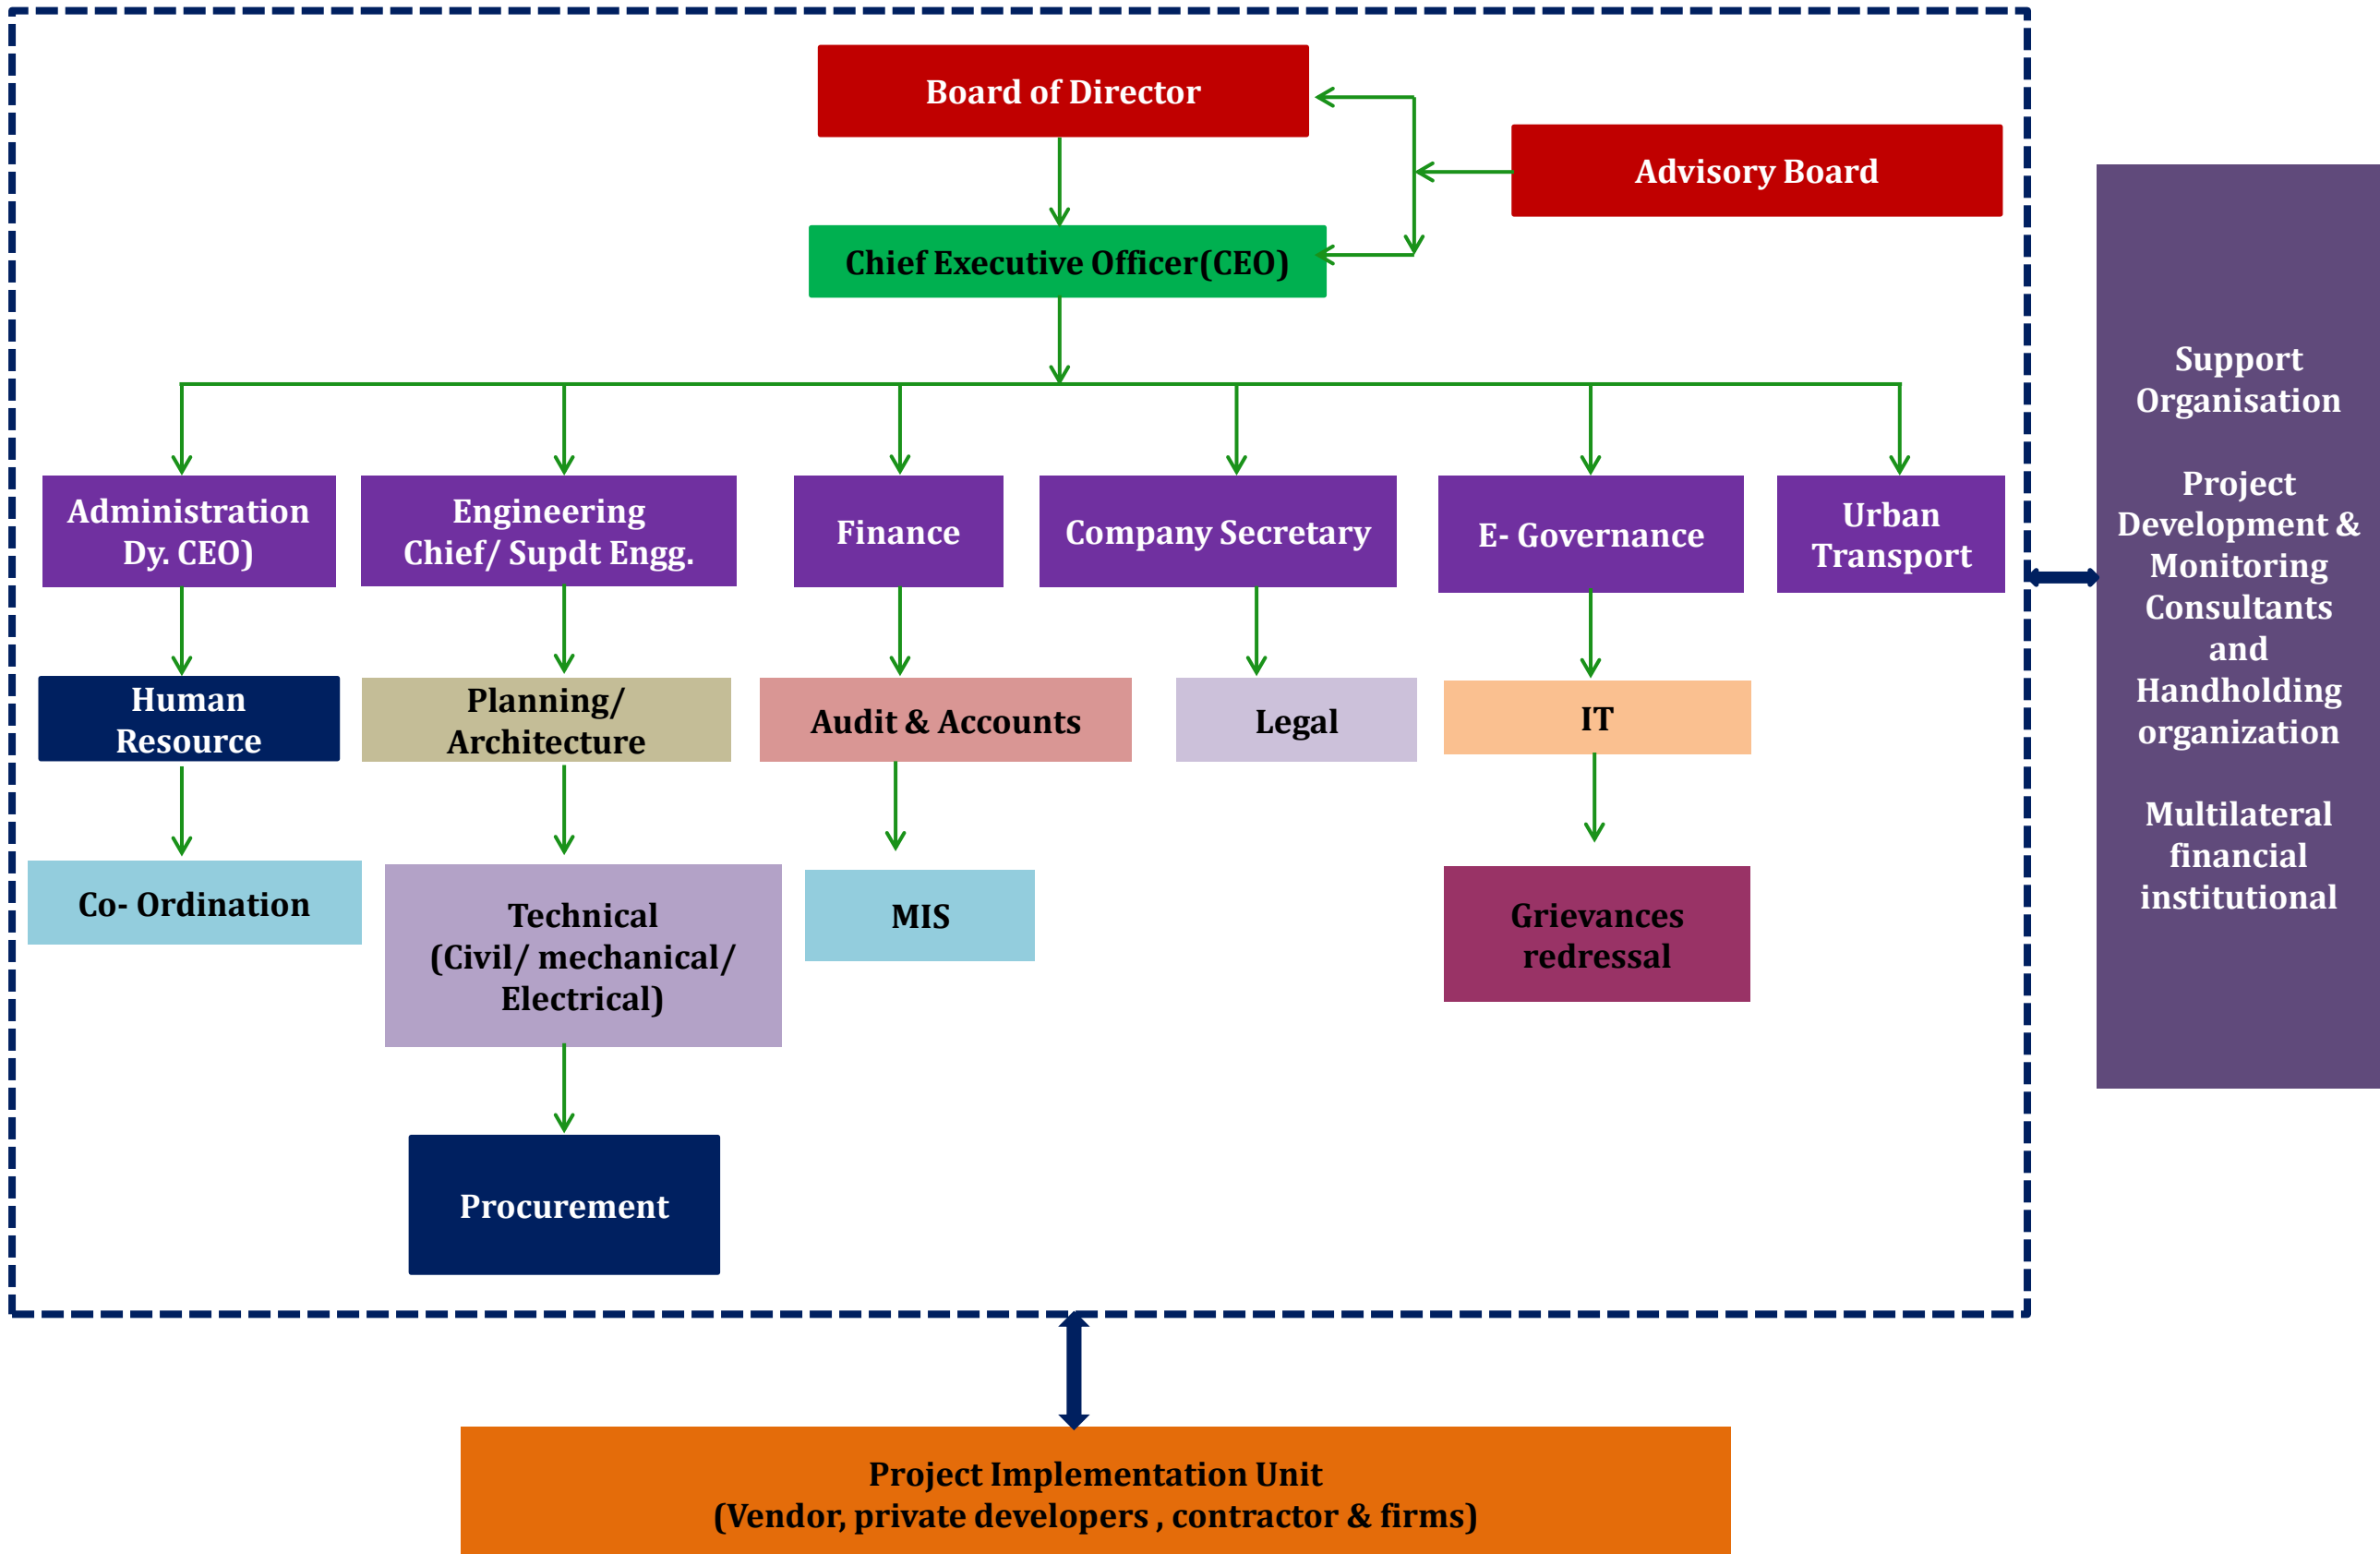 Board of Director
Advisory Board
Chief Executive Officer(CEO)
Administration
Dy. CEO)
Engineering
Chief/ Supdt Engg.
Finance
Company Secretary
E- Governance
Urban
Transport
Human
Resource
Planning/
Architecture
Audit & Accounts
Legal
IT
Co- Ordination
Technical
(Civil/ mechanical/
Electrical)
MIS
Grievances
redressal
Procurement
Support
Organisation
Project
Development &
Monitoring
Consultants
and
Handholding
organization
Multilateral
financial
institutional
Project Implementation Unit
(Vendor, private developers , contractor & firms)